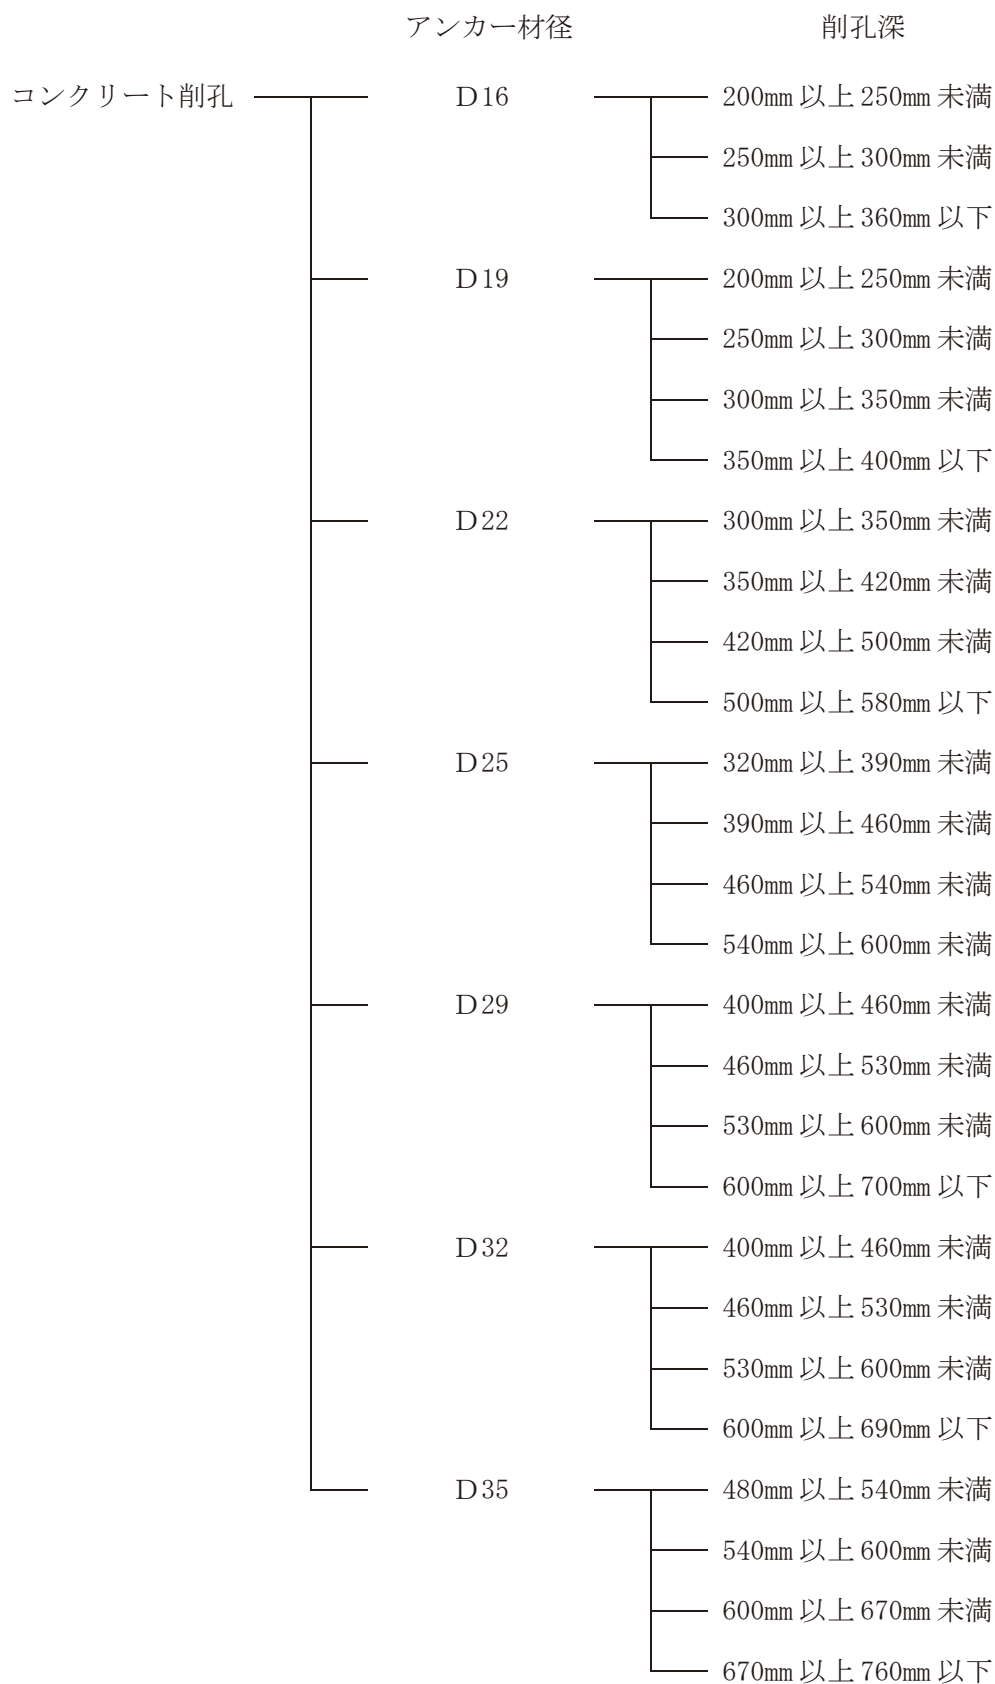 アンカー材径 削孔深
コンクリート削孔 D16 200㎜以上250㎜未満
250㎜以上300㎜未満
300㎜以上360㎜以下
D19 200㎜以上250㎜未満
250㎜以上300㎜未満
300㎜以上350㎜未満
350㎜以上400㎜以下
D22 300㎜以上350㎜未満
350㎜以上420㎜未満
420㎜以上500㎜未満
500㎜以上580㎜以下
D25 320㎜以上390㎜未満
390㎜以上460㎜未満
460㎜以上540㎜未満
540㎜以上600㎜未満
D29 400㎜以上460㎜未満
460㎜以上530㎜未満
530㎜以上600㎜未満
600㎜以上700㎜以下
D32 400㎜以上460㎜未満
460㎜以上530㎜未満
530㎜以上600㎜未満
600㎜以上690㎜以下
D35 480㎜以上540㎜未満
540㎜以上600㎜未満
600㎜以上670㎜未満
670㎜以上760㎜以下